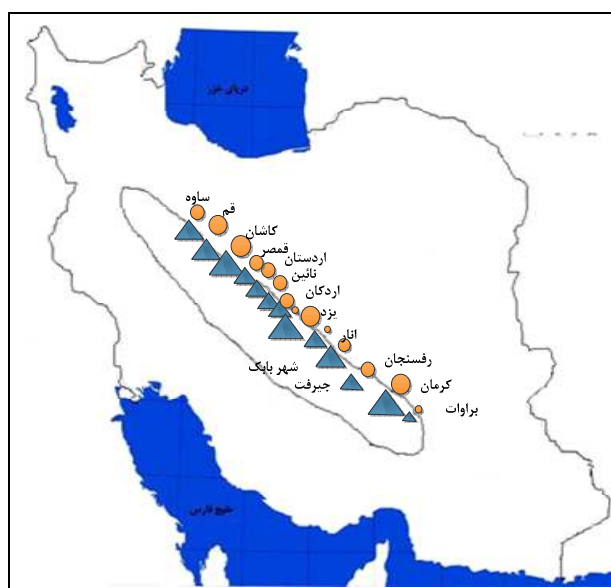 دریای خزر
ساوه
قم
کاشان
قمصر
اردستان
نائین
اردکان
یزد
انار
رفسنجان
شهر بابک
جیرفت
کرمان
براوات
خلیج فارس